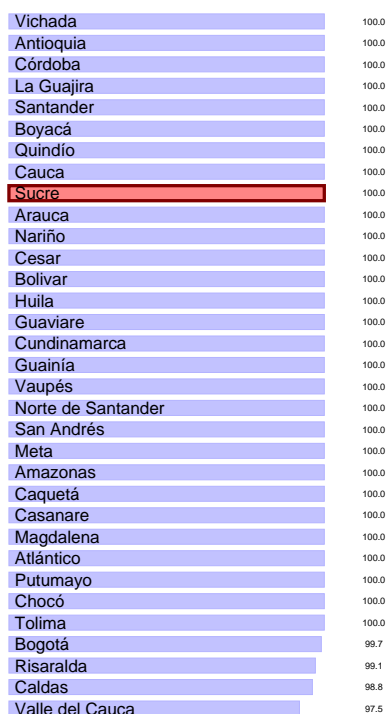 Vichada 100.0
Antioquia 100.0
Córdoba 100.0
La Guajira 100.0
Santander 100.0
Boyacá 100.0
Quindío 100.0
Cauca 100.0
Sucre 100.0
Arauca 100.0
Nariño 100.0
Cesar 100.0
Bolivar 100.0
Huila 100.0
Guaviare 100.0
Cundinamarca 100.0
Guainía 100.0
Vaupés 100.0
Norte de Santander 100.0
San Andrés 100.0
Meta 100.0
Amazonas 100.0
Caquetá 100.0
Casanare 100.0
Magdalena 100.0
Atlántico 100.0
Putumayo 100.0
Chocó 100.0
Tolima 100.0
Bogotá 99.7
Risaralda 99.1
Caldas 98.8
Valle del Cauca 97.5